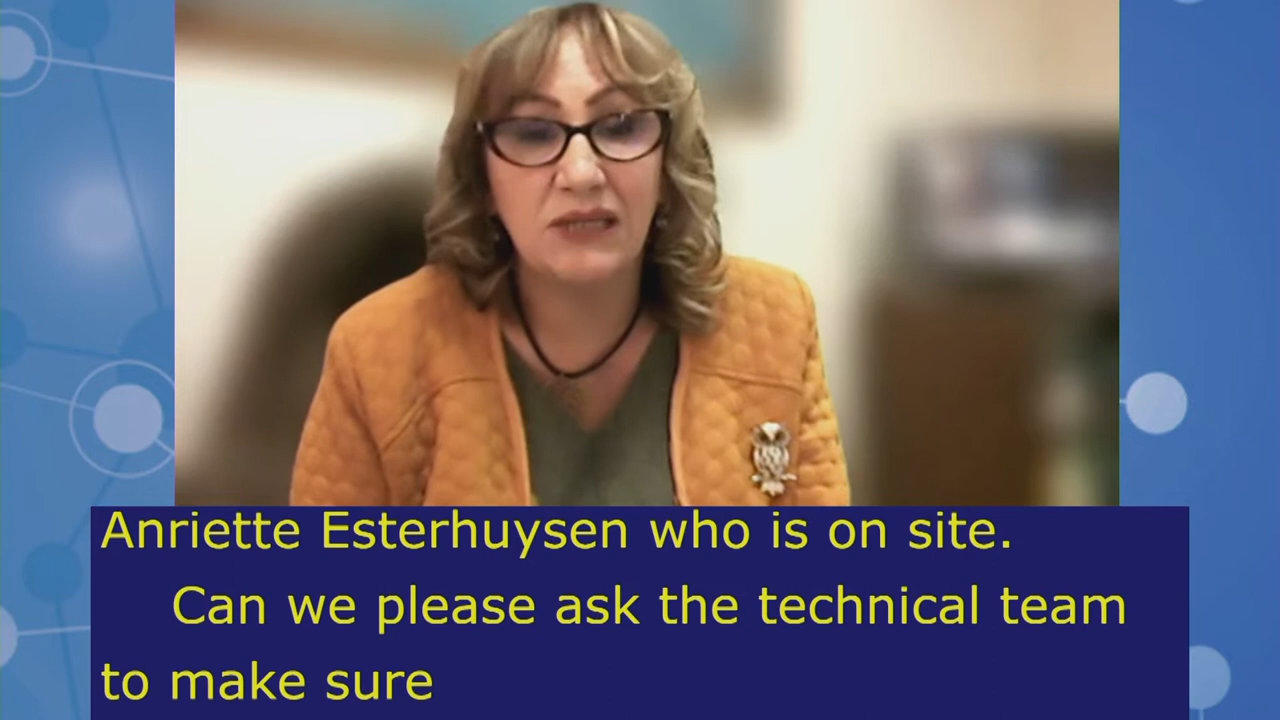 Anriette Esterhuysen who is on site.
Can we please ask the technical team
to make sure